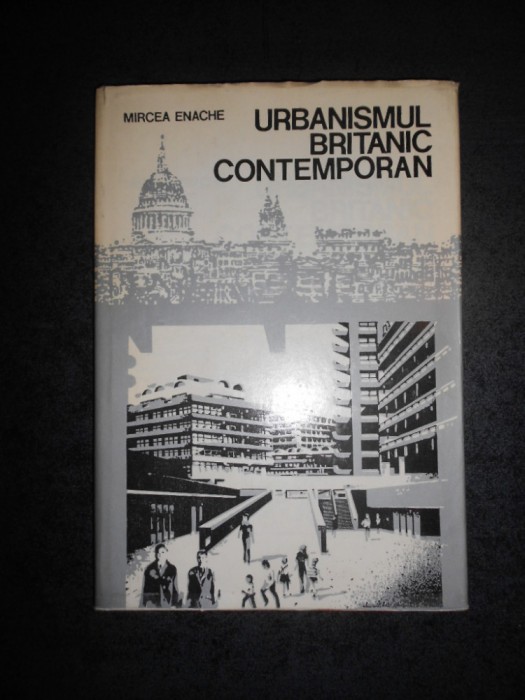 MIRCEA ENACHE
URBANISMUL
BRITANIC
CONTEMPORAN